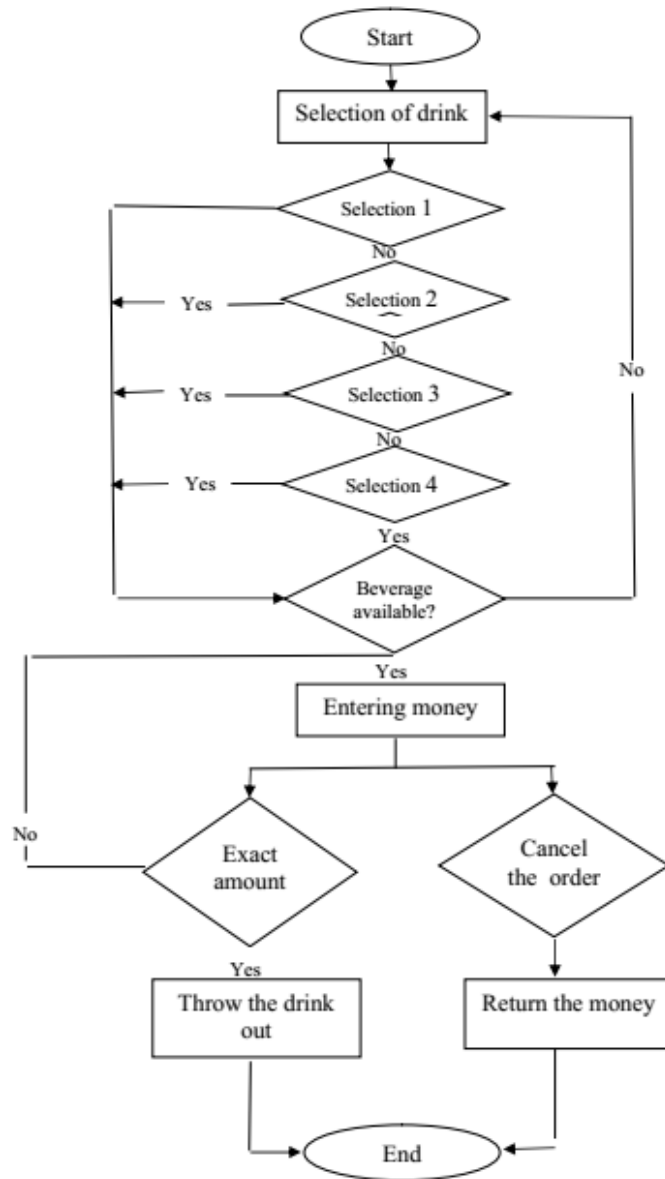 Start
Selection of drink
Selection 1
No
Selection 2
Yes
No
Selection 3
Yes
No
No
Selection 4
Yes
Yes
Beverage
available?
Yes
Entering money
No
Exact
amount
Cancel
the order
Yes
Throw the drink
out
Return the money
End